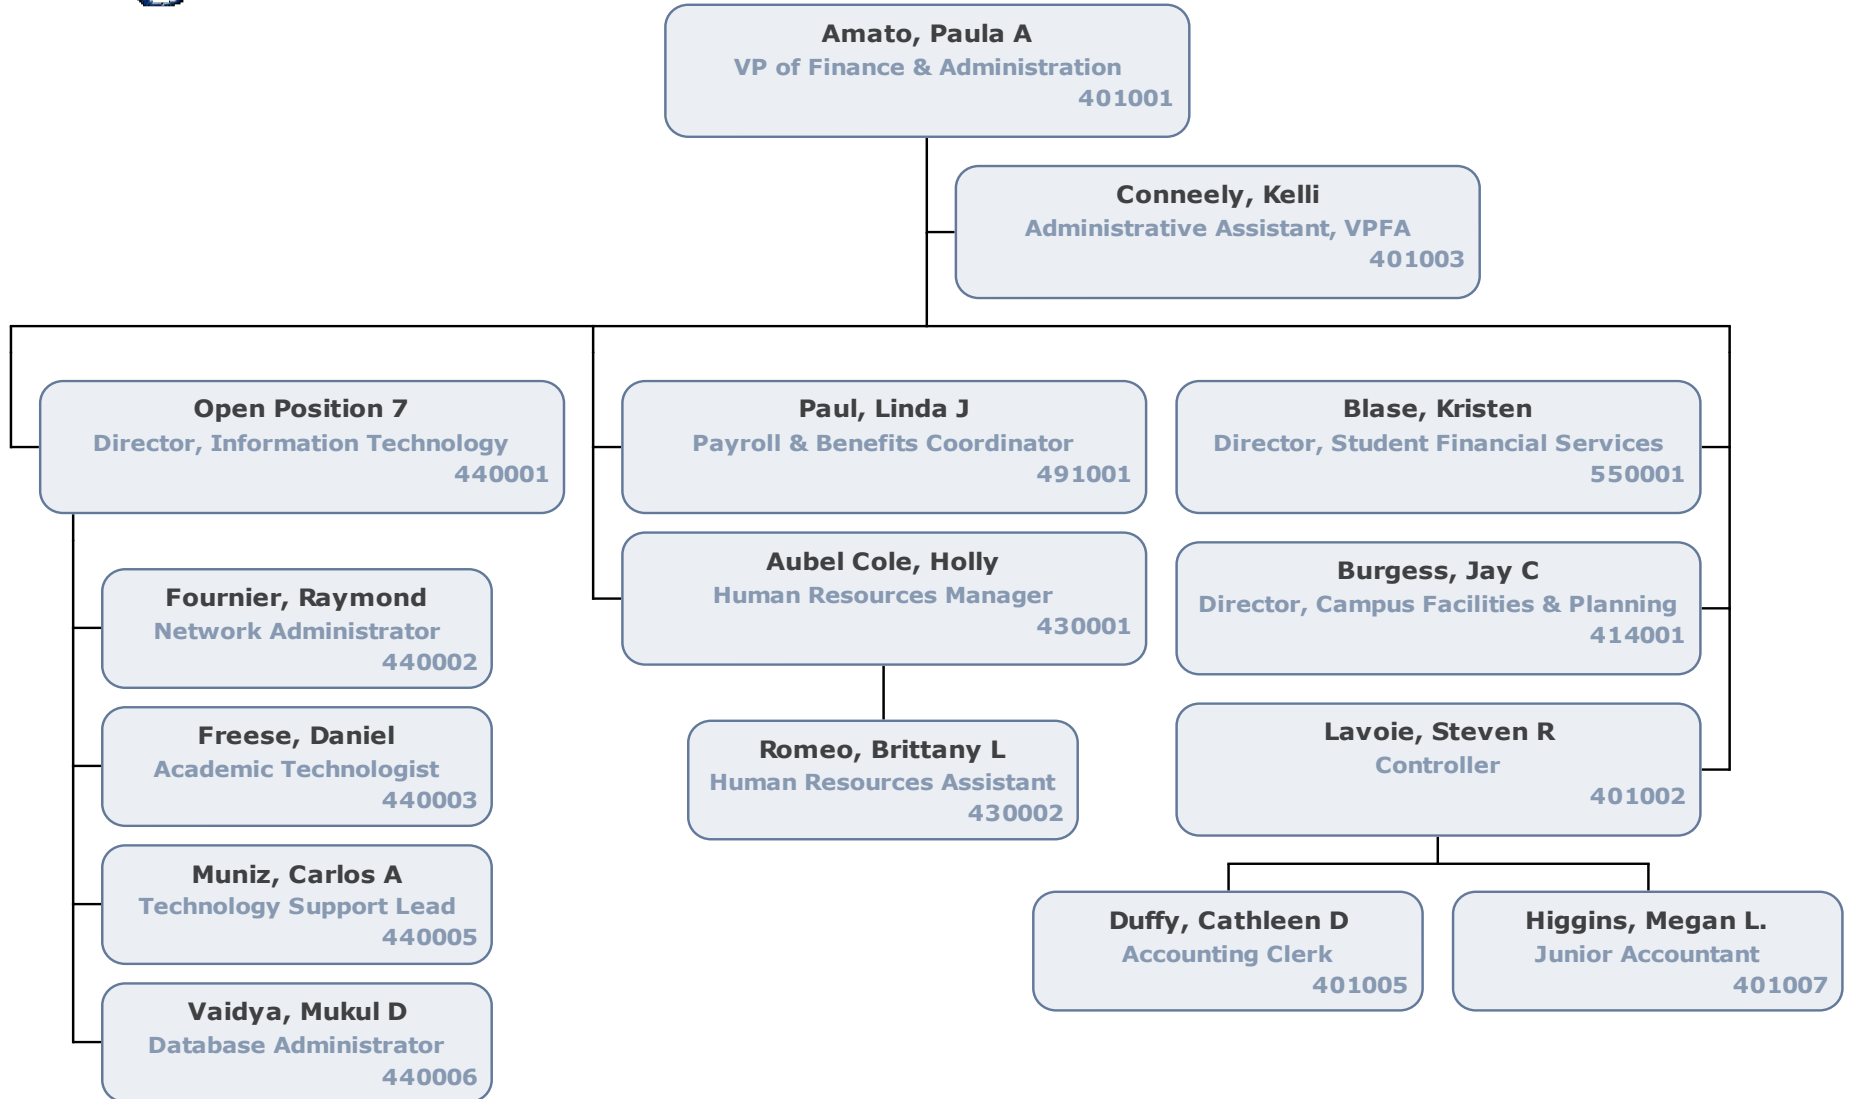 Amato, Paula A
VP of Finance & Administration
401001
Conneely, Kelli
Administrative Assistant, VPFA
401003
Open Position 7
Director, Information Technology
440001
Fournier, Raymond
Network Administrator
440002
Freese, Daniel
Academic Technologist
440003
Muniz, Carlos A
Technology Support Lead
440005
Vaidya, Mukul D
Database Administrator
440006
Paul, Linda J
Payroll & Benefits Coordinator
491001
Aubel Cole, Holly
Human Resources Manager
430001
Romeo, Brittany L
Human Resources Assistant
430002
Blase, Kristen
Director, Student Financial Services
550001
Burgess, Jay C
Director, Campus Facilities & Planning
414001
Lavoie, Steven R
Controller
401002
Duffy, Cathleen D
Accounting Clerk
401005
Higgins, Megan L.
Junior Accountant
401007